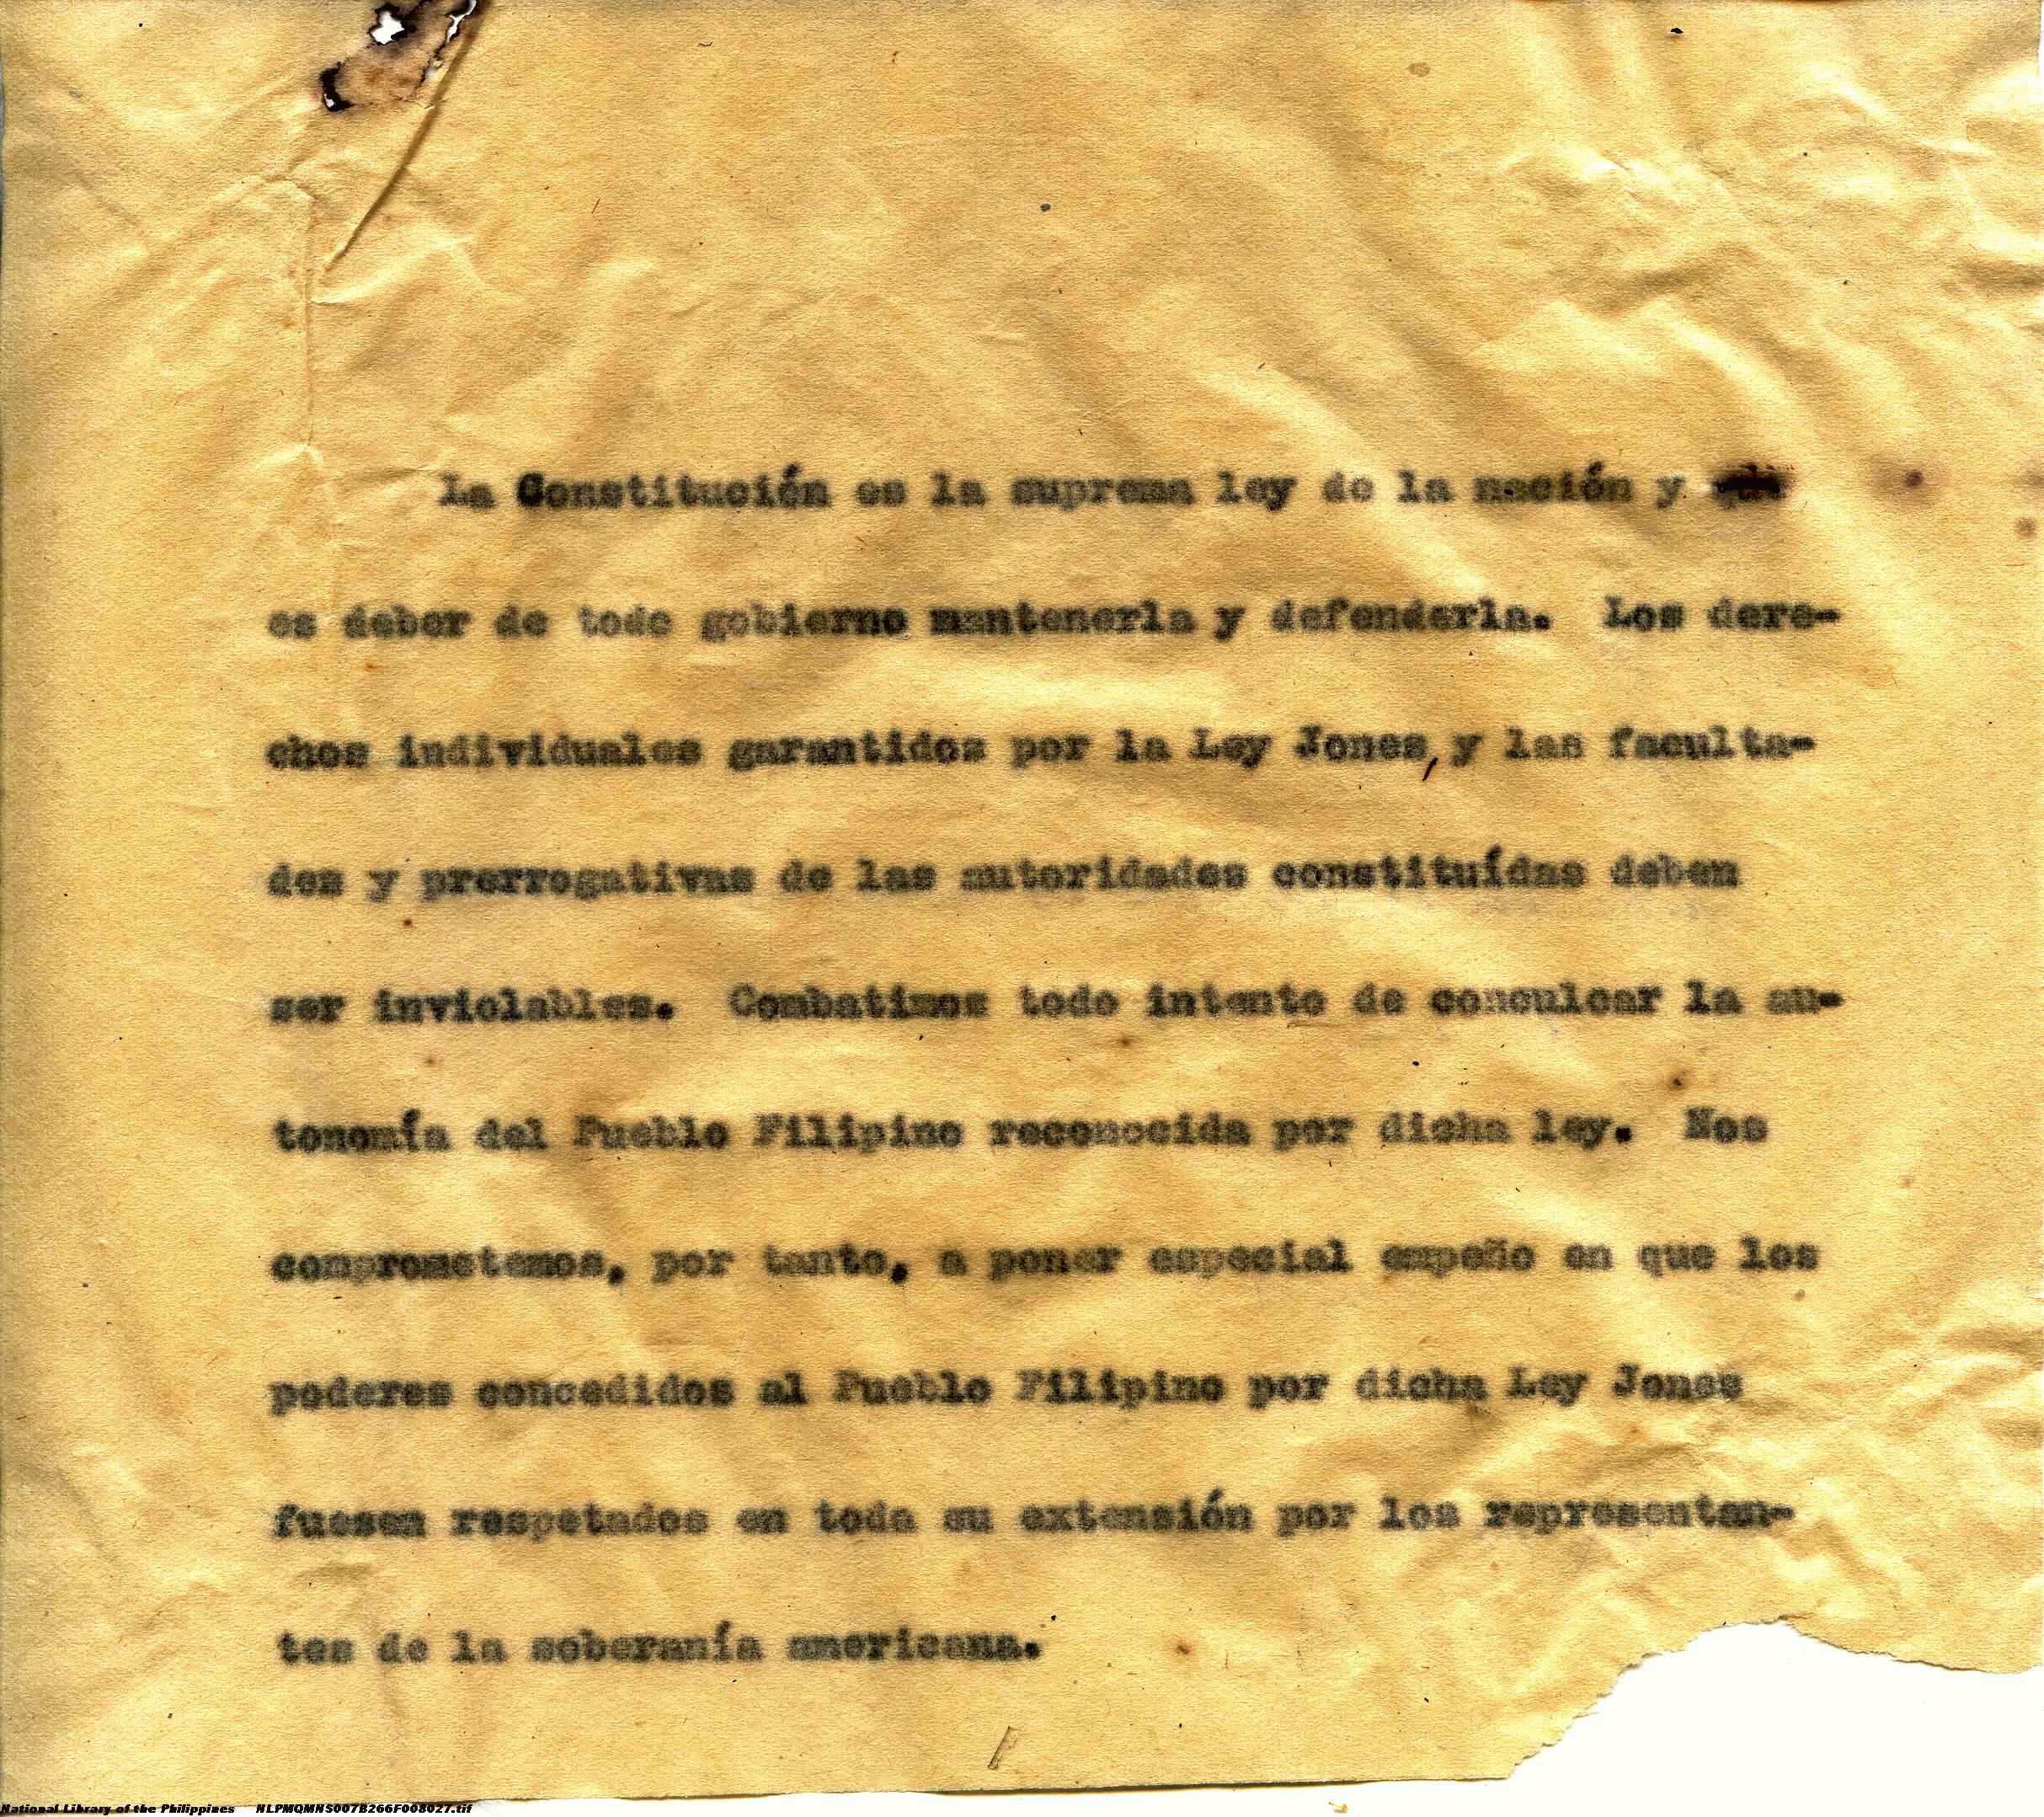 La Constitución es la suprema ley de la nación y
es deber de todo gobierno mantenerla y defenderla. Los dere-
chos individuales garantidos por la Ley Jones, y las faculta-
des y prerrogativas de las autoridades constituídas deben
ser inviolables. Combatimos todo intento de conculcar la au-
tonomía del Pueblo Filipino reconocida por dicha ley. Nos
comprometemos, por tanto, a poner especial empeño en que los
poderes concedidos al Pueblo Filipino por dicha Ley Jones
fuesen respetados en toda su extensión por los representan-
tes de la soberanía americana.
National Library of the Philippines NLPMQMNS007B266F008027.tif